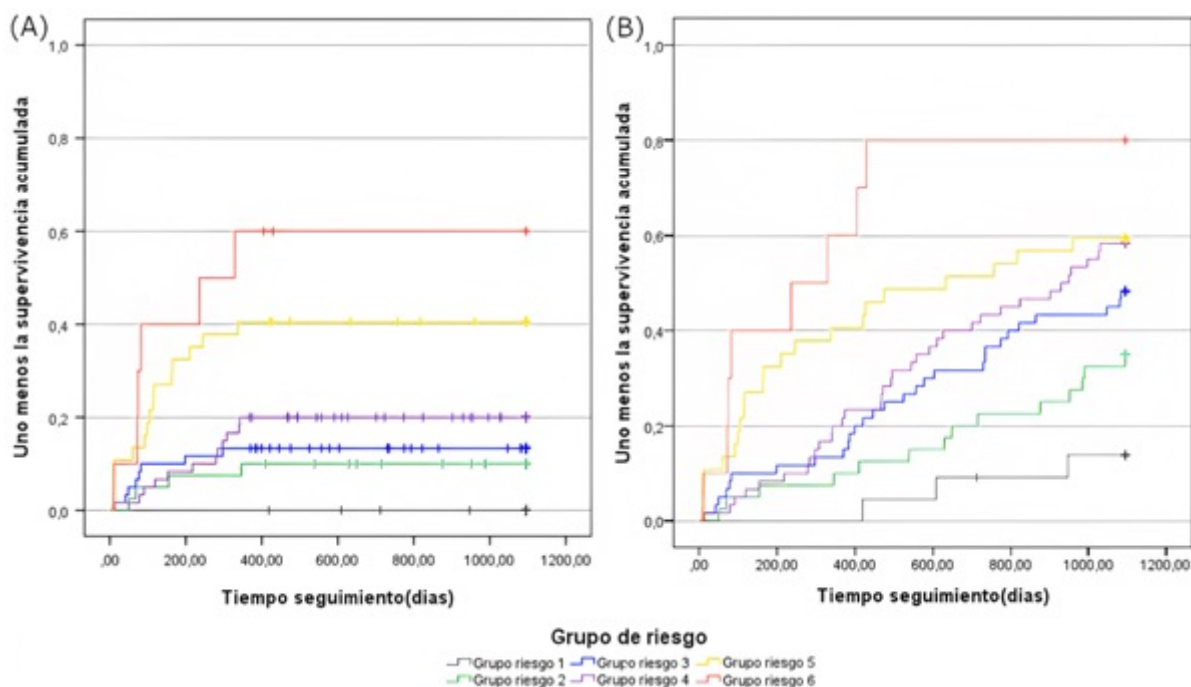 (A)
Uno menos la supervivencia acumulada
1,0
0,8
0,6
0,4
0,2
0,0
,00 200,00 400,00 600,00 800,00 1000,00 1200,00
Tiempo seguimiento(dias)
(B)
Uno menos la supervivencia acumulada
1,0
0,8
0,6
0,4
0,2
0,0
,00 200,00 400,00 600,00 800,00 1000,00 1200,00
Tiempo seguimiento(dias)
Grupo de riesgo
Grupo riesgo 1 Grupo riesgo 3 Grupo riesgo 5
Grupo riesgo 2 Grupo riesgo 4 Grupo riesgo 6